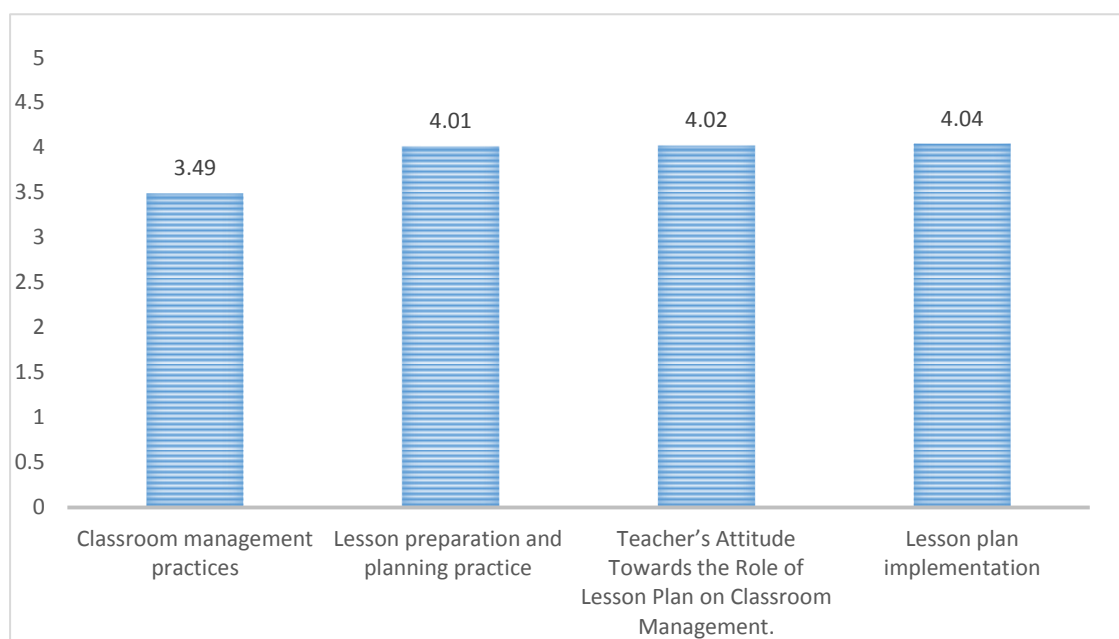 5
4.5
4
3.5
3
2.5
2
1.5
1
0.5
0
3.49
4.01
4.02
4.04
Classroom management
practices
Lesson preparation and
planning practice
Teacher’s Attitude
Towards the Role of
Lesson Plan on Classroom
Management.
Lesson plan
implementation